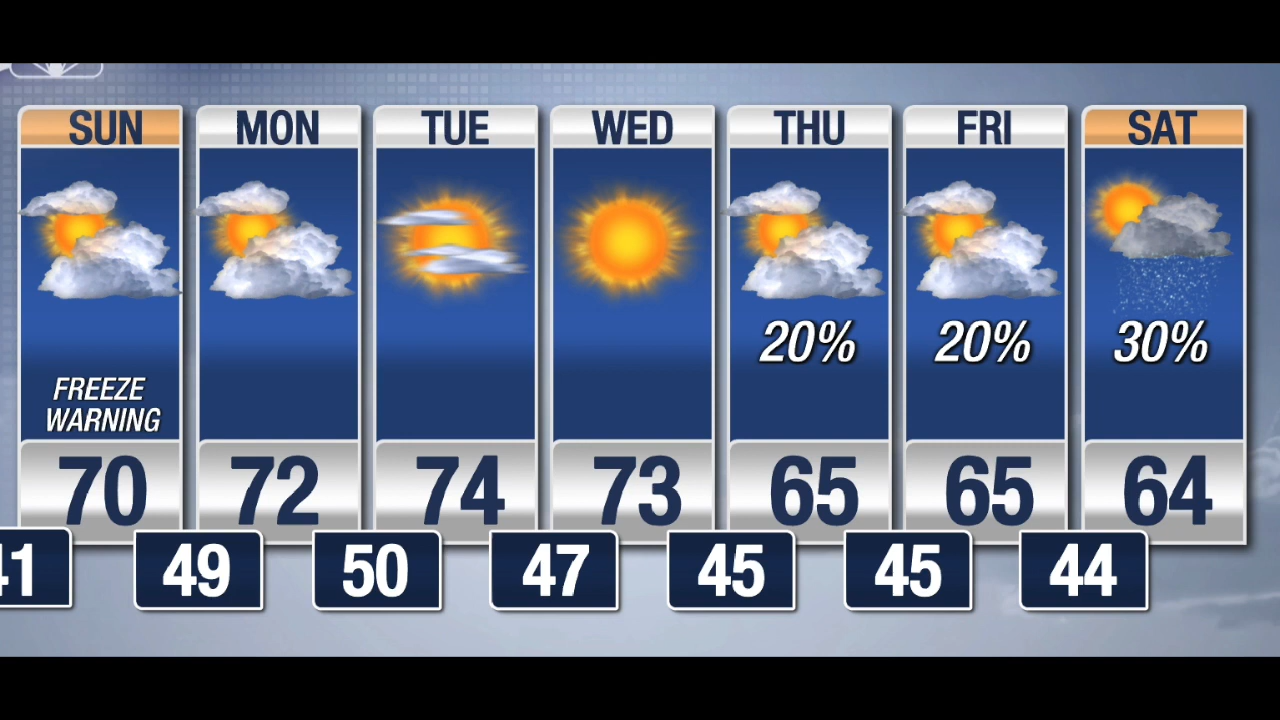 SUN MON TUE WED THU FRI SAT
20% 20% 30%
FREEZE
WARNING
70 72 74 73 65 65 64
41 49 50 47 45 45 44